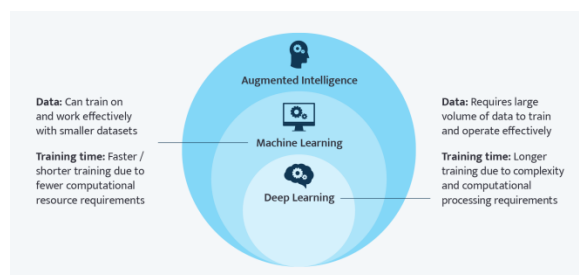 Augmented Intelligence
Data: Can train on
and work effectively
with smaller datasets
Training time: Faster /
shorter training due to
fewer computational
resource requirements
Machine Learning
Deep Learning
Data: Requires large
volume of data to train
and operate effectively
Training time: Longer
training due to complexity
and computational
processing requirements